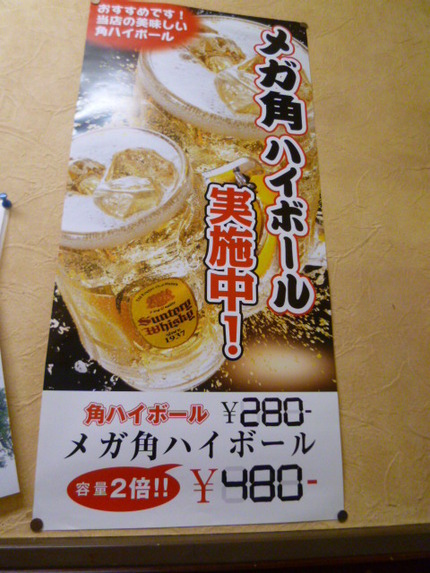 おすすめです!
当店の美味しい
角ハイボール
メガ角ハイボール
実施中!
Suntory
Whisky
since
1937
角ハイボール ¥280-
メガ角ハイボール
容量2倍!! ¥480-